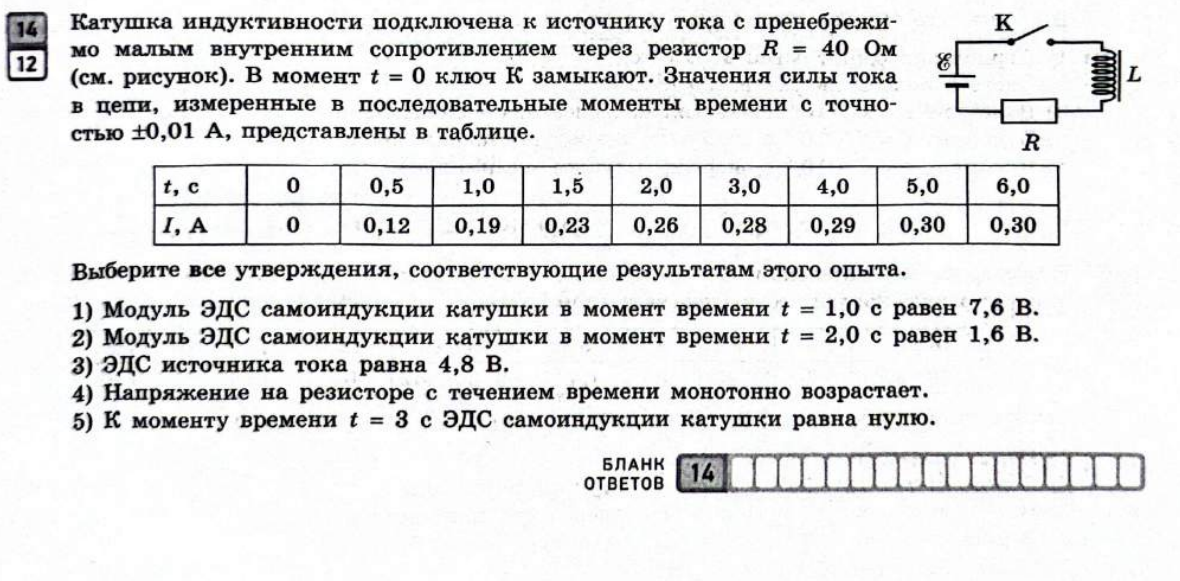 14
12
Катушка индуктивности подключена к источнику тока с пренебрежи-
мо малым внутренним сопротивлением через резистор R = 40 Ом
(см. рисунок). В момент t = 0 ключ К замыкают. Значения силы тока
в цепи, измеренные в последовательные моменты времени с точно-
стью ±0,01 А, представлены в таблице.
К
ℰ
L
R
t, с 0 0,5 1,0 1,5 2,0 3,0 4,0 5,0 6,0
I, А 0 0,12 0,19 0,23 0,26 0,28 0,29 0,30 0,30
Выберите все утверждения, соответствующие результатам этого опыта.
1) Модуль ЭДС самоиндукции катушки в момент времени t = 1,0 с равен 7,6 В.
2) Модуль ЭДС самоиндукции катушки в момент времени t = 2,0 с равен 1,6 В.
3) ЭДС источника тока равна 4,8 В.
4) Напряжение на резисторе с течением времени монотонно возрастает.
5) К моменту времени t = 3 с ЭДС самоиндукции катушки равна нулю.
БЛАНК
ОТВЕТОВ
14